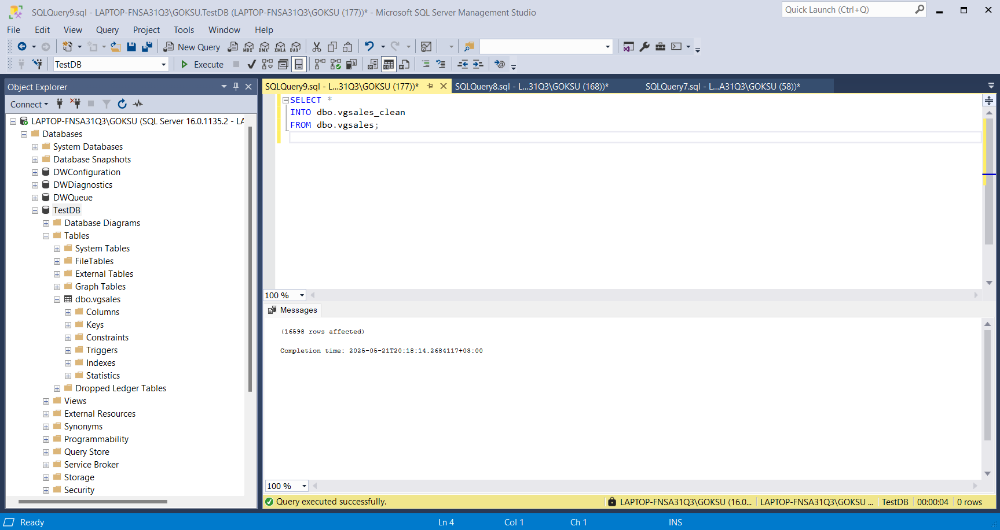 SQLQuery9.sql - LAPTOP-FNSA31Q3\GOKSU.TestDB (LAPTOP-FNSA31Q3\GOKSU (177))* - Microsoft SQL Server Management Studio
Quick Launch (Ctrl+Q)
File Edit View Query Project Tools Window Help
New Query MDX DMX XMLA DAX
TestDB Execute
Object Explorer
Connect
LAPTOP-FNSA31Q3\GOKSU (SQL Server 16.0.1135.2 - LA
Databases
System Databases
Database Snapshots
DWConfiguration
DWDiagnostics
DWQueue
TestDB
Database Diagrams
Tables
System Tables
FileTables
External Tables
Graph Tables
dbo.vgsales
Columns
Keys
Constraints
Triggers
Indexes
Statistics
Dropped Ledger Tables
Views
External Resources
Synonyms
Programmability
Query Store
Service Broker
Storage
Security
SQLQuery9.sql - L...31Q3\GOKSU (177))* SQLQuery8.sql - L...31Q3\GOKSU (168))* SQLQuery7.sql - L...A31Q3\GOKSU (58))*
SELECT *
INTO dbo.vgsales_clean
FROM dbo.vgsales;
100 %
Messages
(16598 rows affected)
Completion time: 2025-05-21T20:18:14.2684117+03:00
100 %
Query executed successfully. LAPTOP-FNSA31Q3\GOKSU (16.0... LAPTOP-FNSA31Q3\GOKSU ... TestDB 00:00:04 0 rows
Ready Ln 4 Col 1 Ch 1 INS